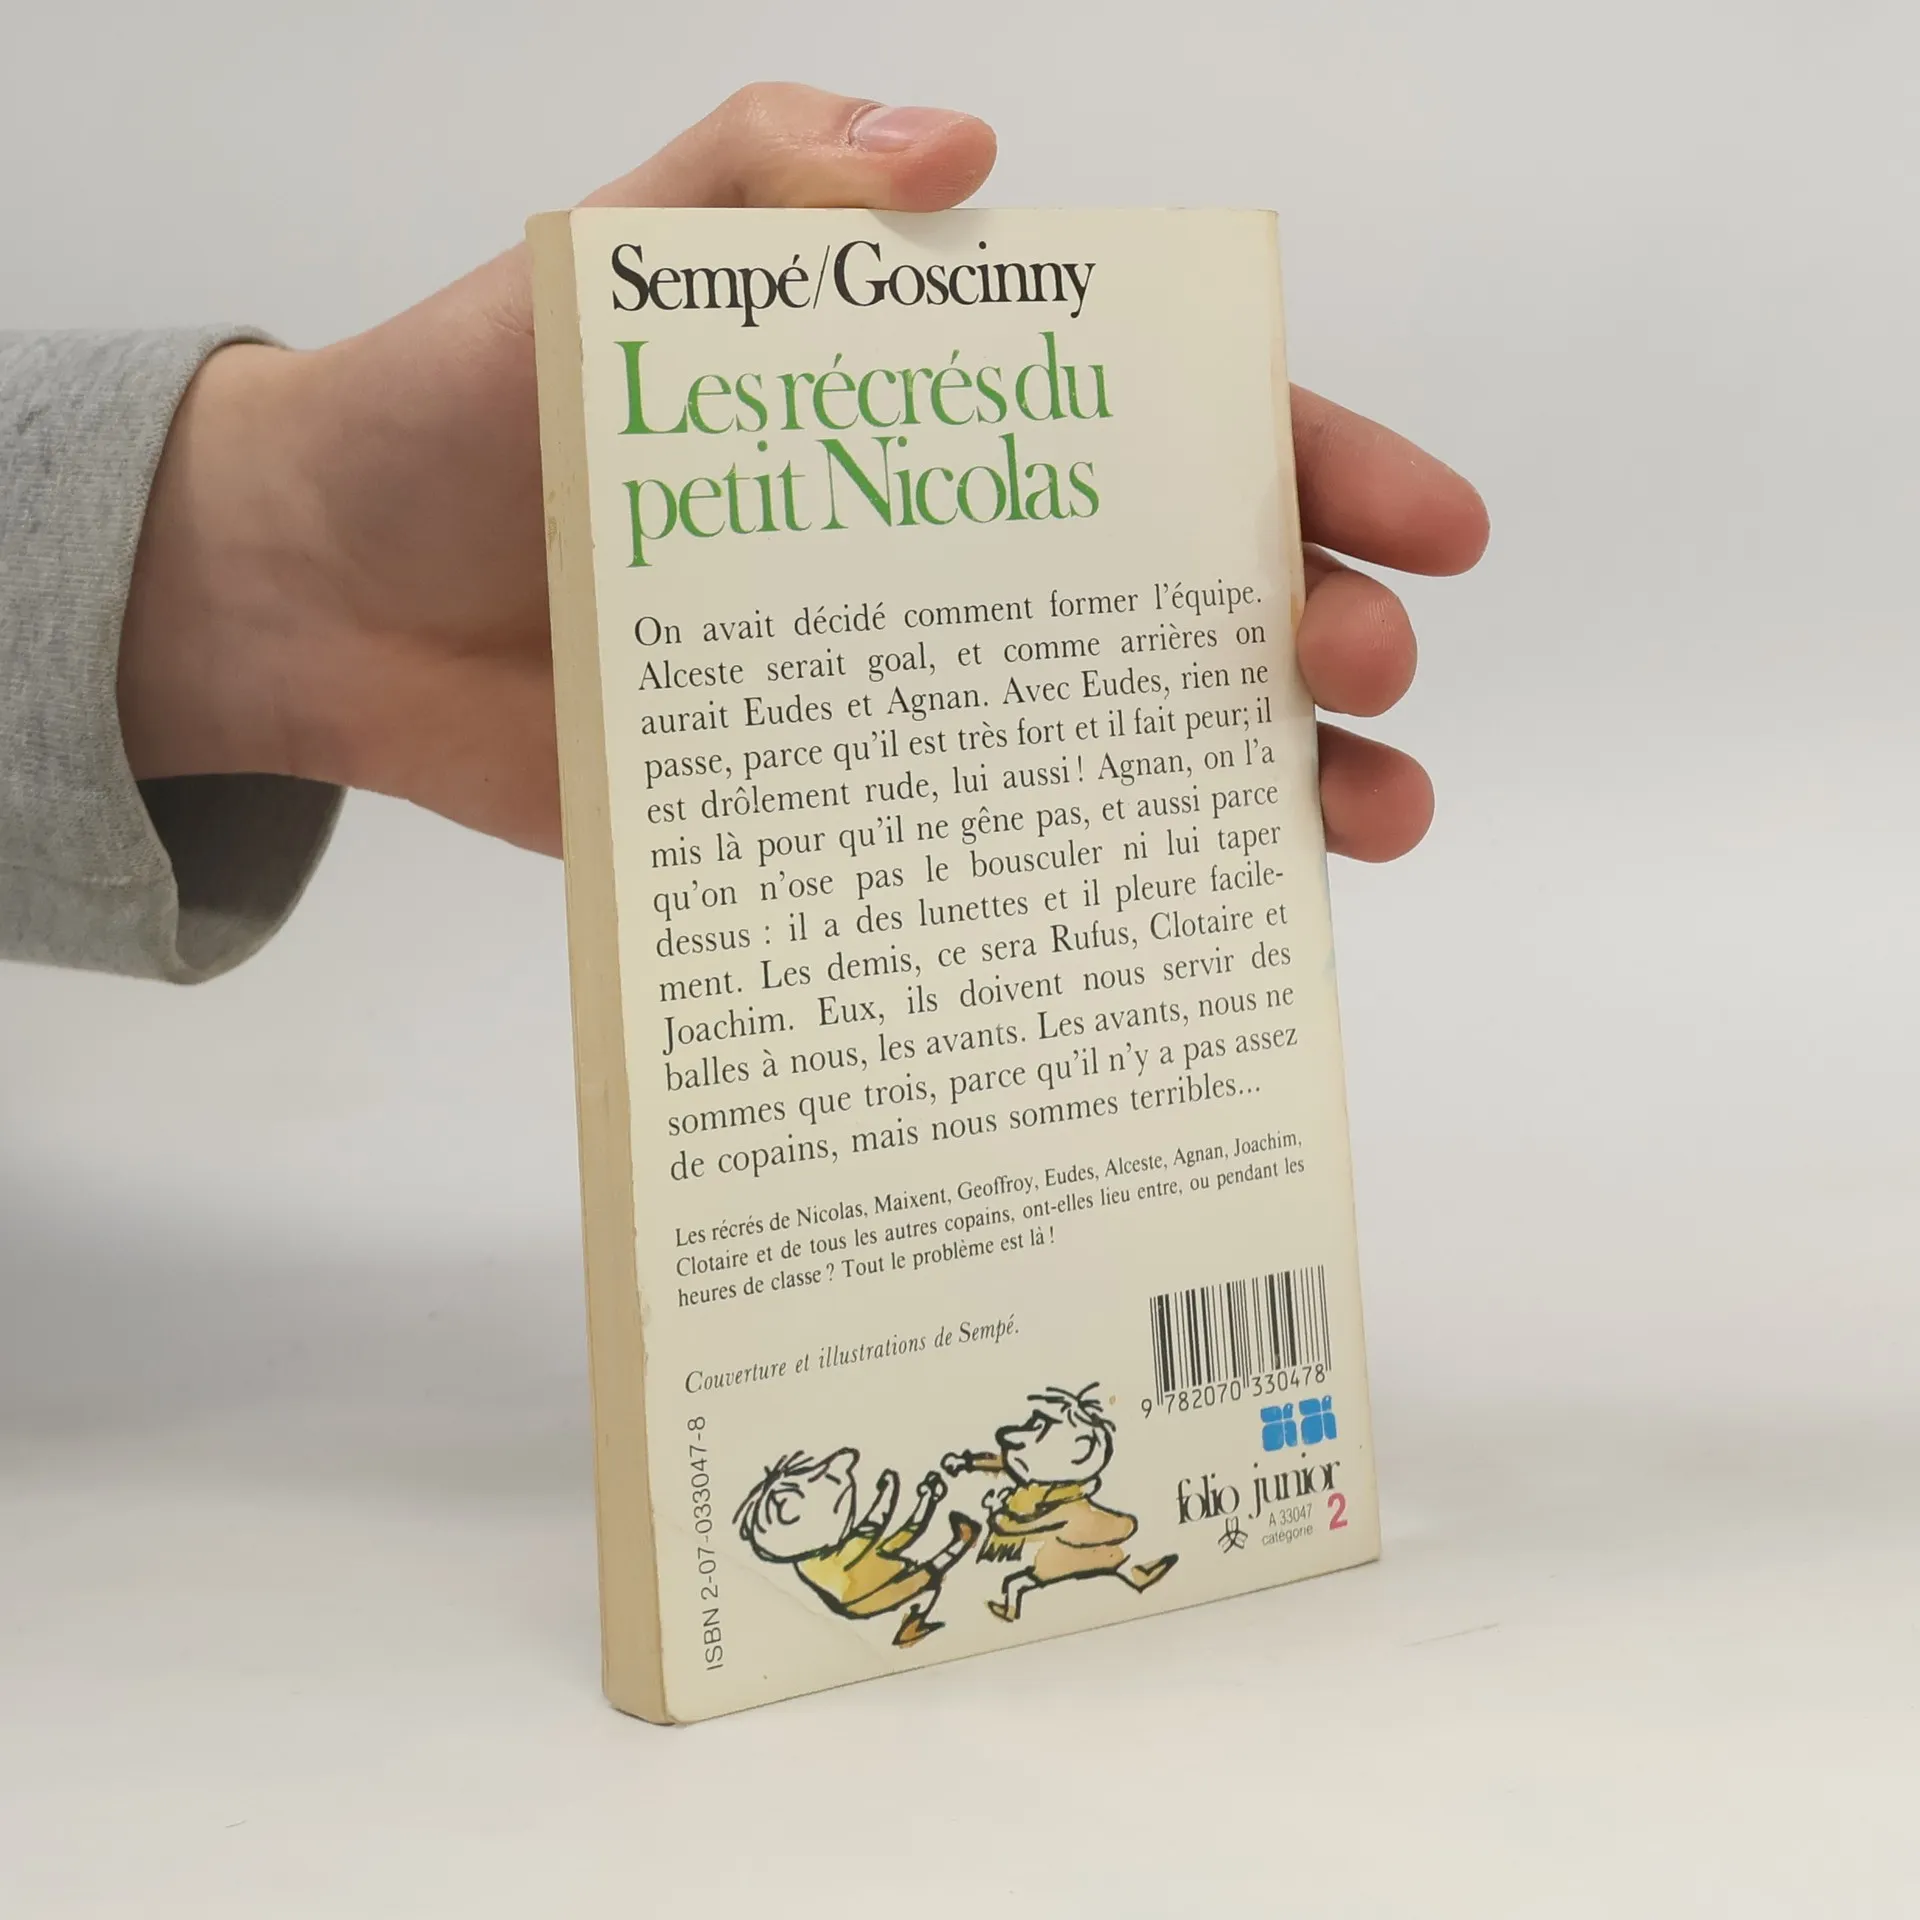 Sempé/Goscinny
Les récrés du
petit Nicolas
On avait décidé comment former l'équipe.
Alceste serait goal, et comme arrières on
aurait Eudes et Agnan. Avec Eudes, rien ne
passe, parce qu'il est très fort et il fait peur; il
est drôlement rude, lui aussi! Agnan, on l'a
mis là pour qu'il ne gêne pas, et aussi parce
qu'on n'ose pas le bousculer ni lui taper
dessus : il a des lunettes et il pleure facile-
ment. Les demis, ce sera Rufus, Clotaire et
Joachim. Eux, ils doivent nous servir des
balles à nous, les avants. Les avants, nous ne
sommes que trois, parce qu'il n'y a pas assez
de copains, mais nous sommes terribles...
Les récrés de Nicolas, Maixent, Geoffroy, Eudes, Alceste, Agnan, Joachim,
Clotaire et de tous les autres copains, ont-elles lieu entre, ou pendant les
heures de classe? Tout le problème est là!
Couverture et illustrations de Sempé.
9 782070 330478
ISBN 2-07-033047-8
folio junior
A 33047
catégorie 2